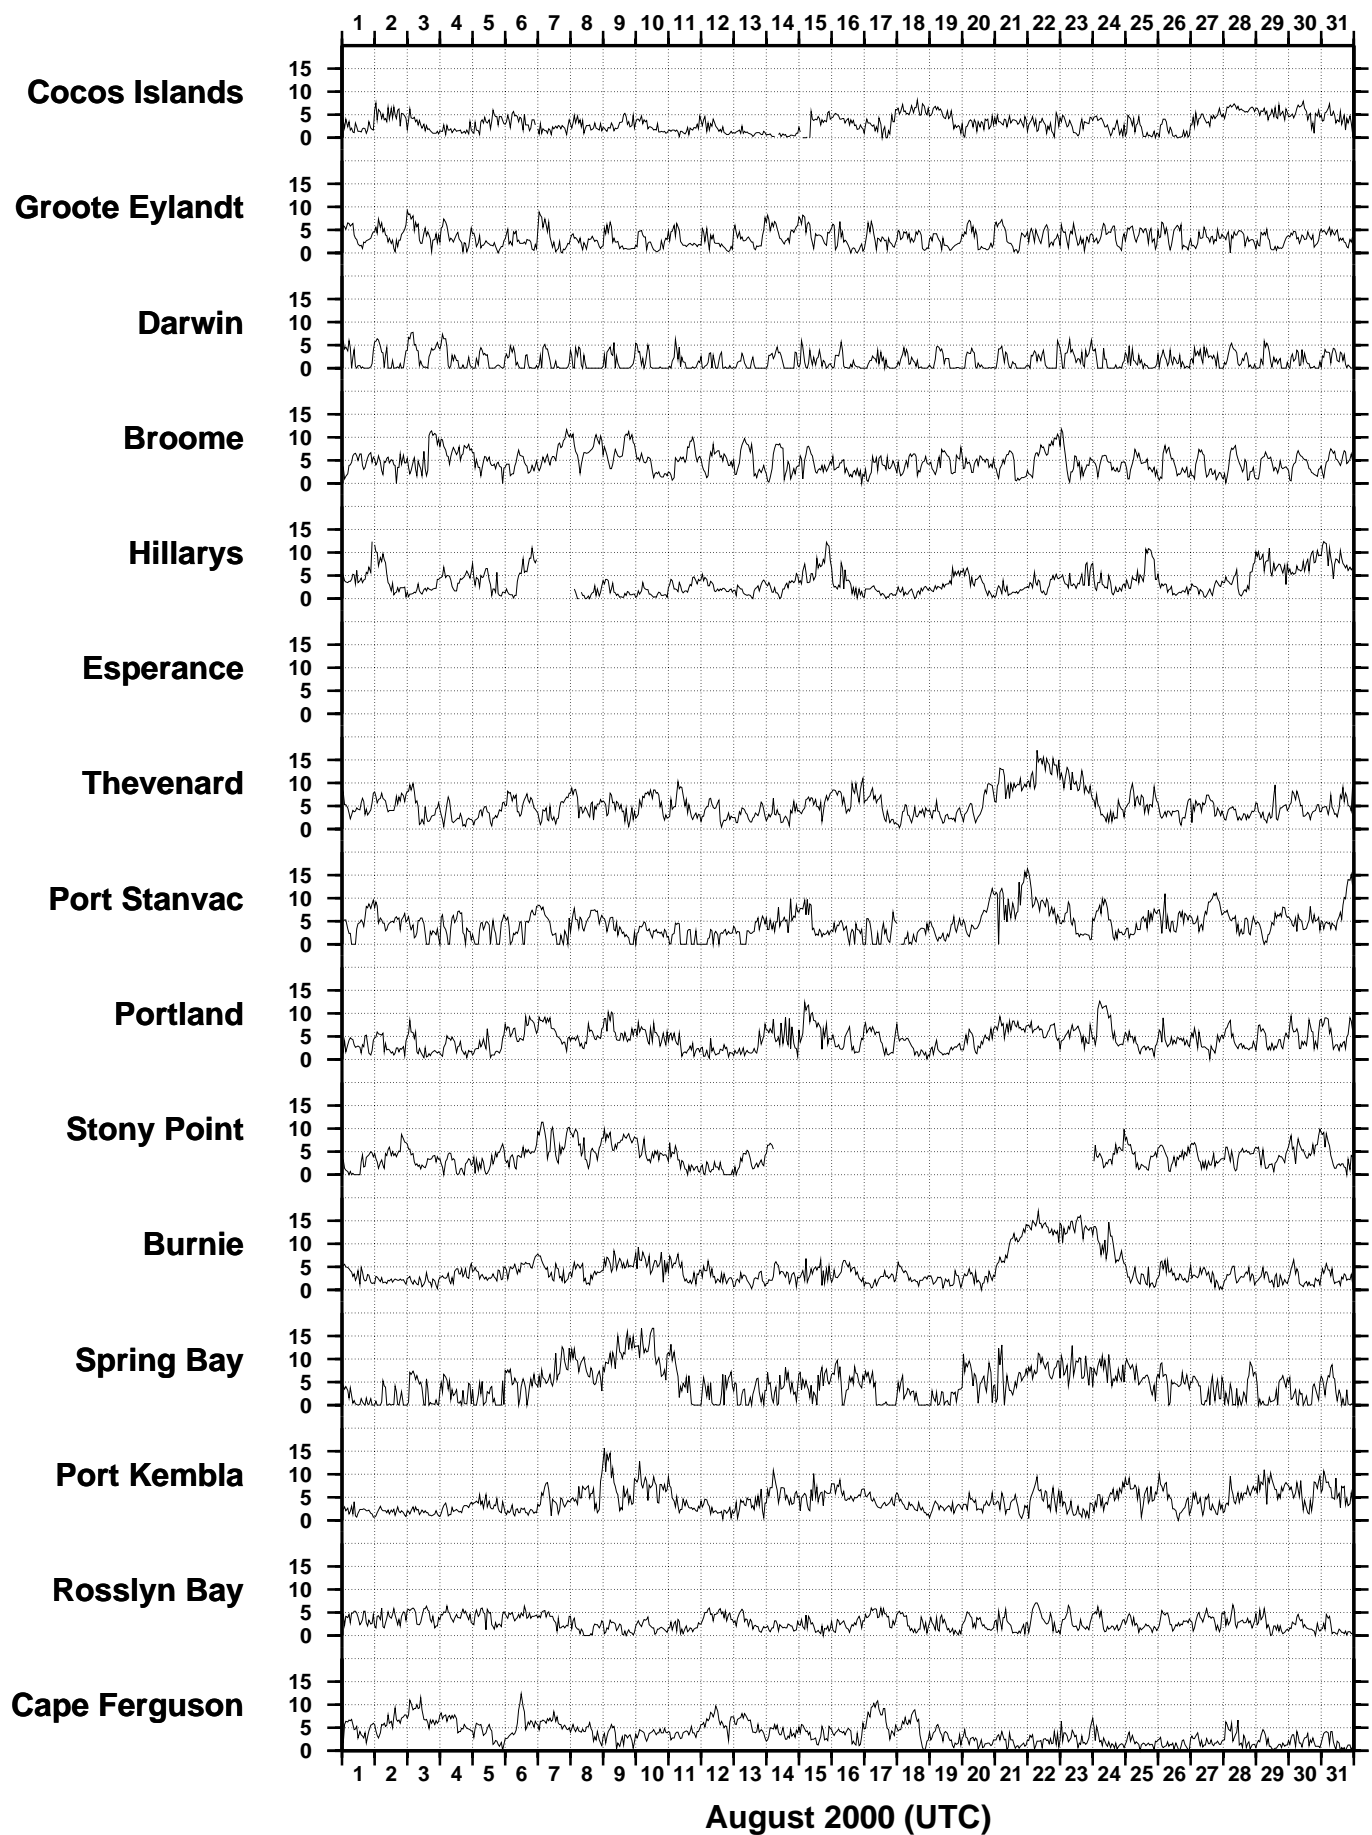 1 2 3 4 5 6 7 8 9 10 11 12 13 14 15 16 17 18 19 20 21 22 23 24 25 26 27 28 29 30 31
15
Cocos Islands 10
5
0
15
Groote Eylandt 10
5
0
15
Darwin 10
5
0
15
Broome 10
5
0
15
Hillarys 10
5
0
15
Esperance 10
5
0
15
Thevenard 10
5
0
15
Port Stanvac 10
5
0
15
Portland 10
5
0
15
Stony Point 10
5
0
15
Burnie 10
5
0
15
Spring Bay 10
5
0
15
Port Kembla 10
5
0
15
Rosslyn Bay 10
5
0
15
Cape Ferguson 10
5
0
1 2 3 4 5 6 7 8 9 10 11 12 13 14 15 16 17 18 19 20 21 22 23 24 25 26 27 28 29 30 31
August 2000 (UTC)